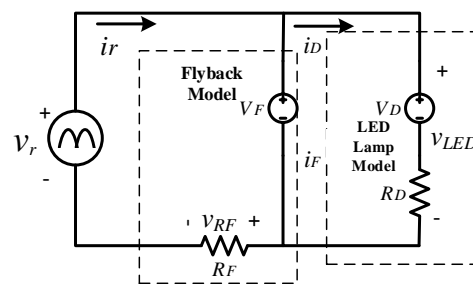 ir
iD
Flyback
Model
+
+
+
-
VF
+
-
VD
vr
LED
Lamp
Model
vLED
iF
-
RD
- vRF +
-
RF